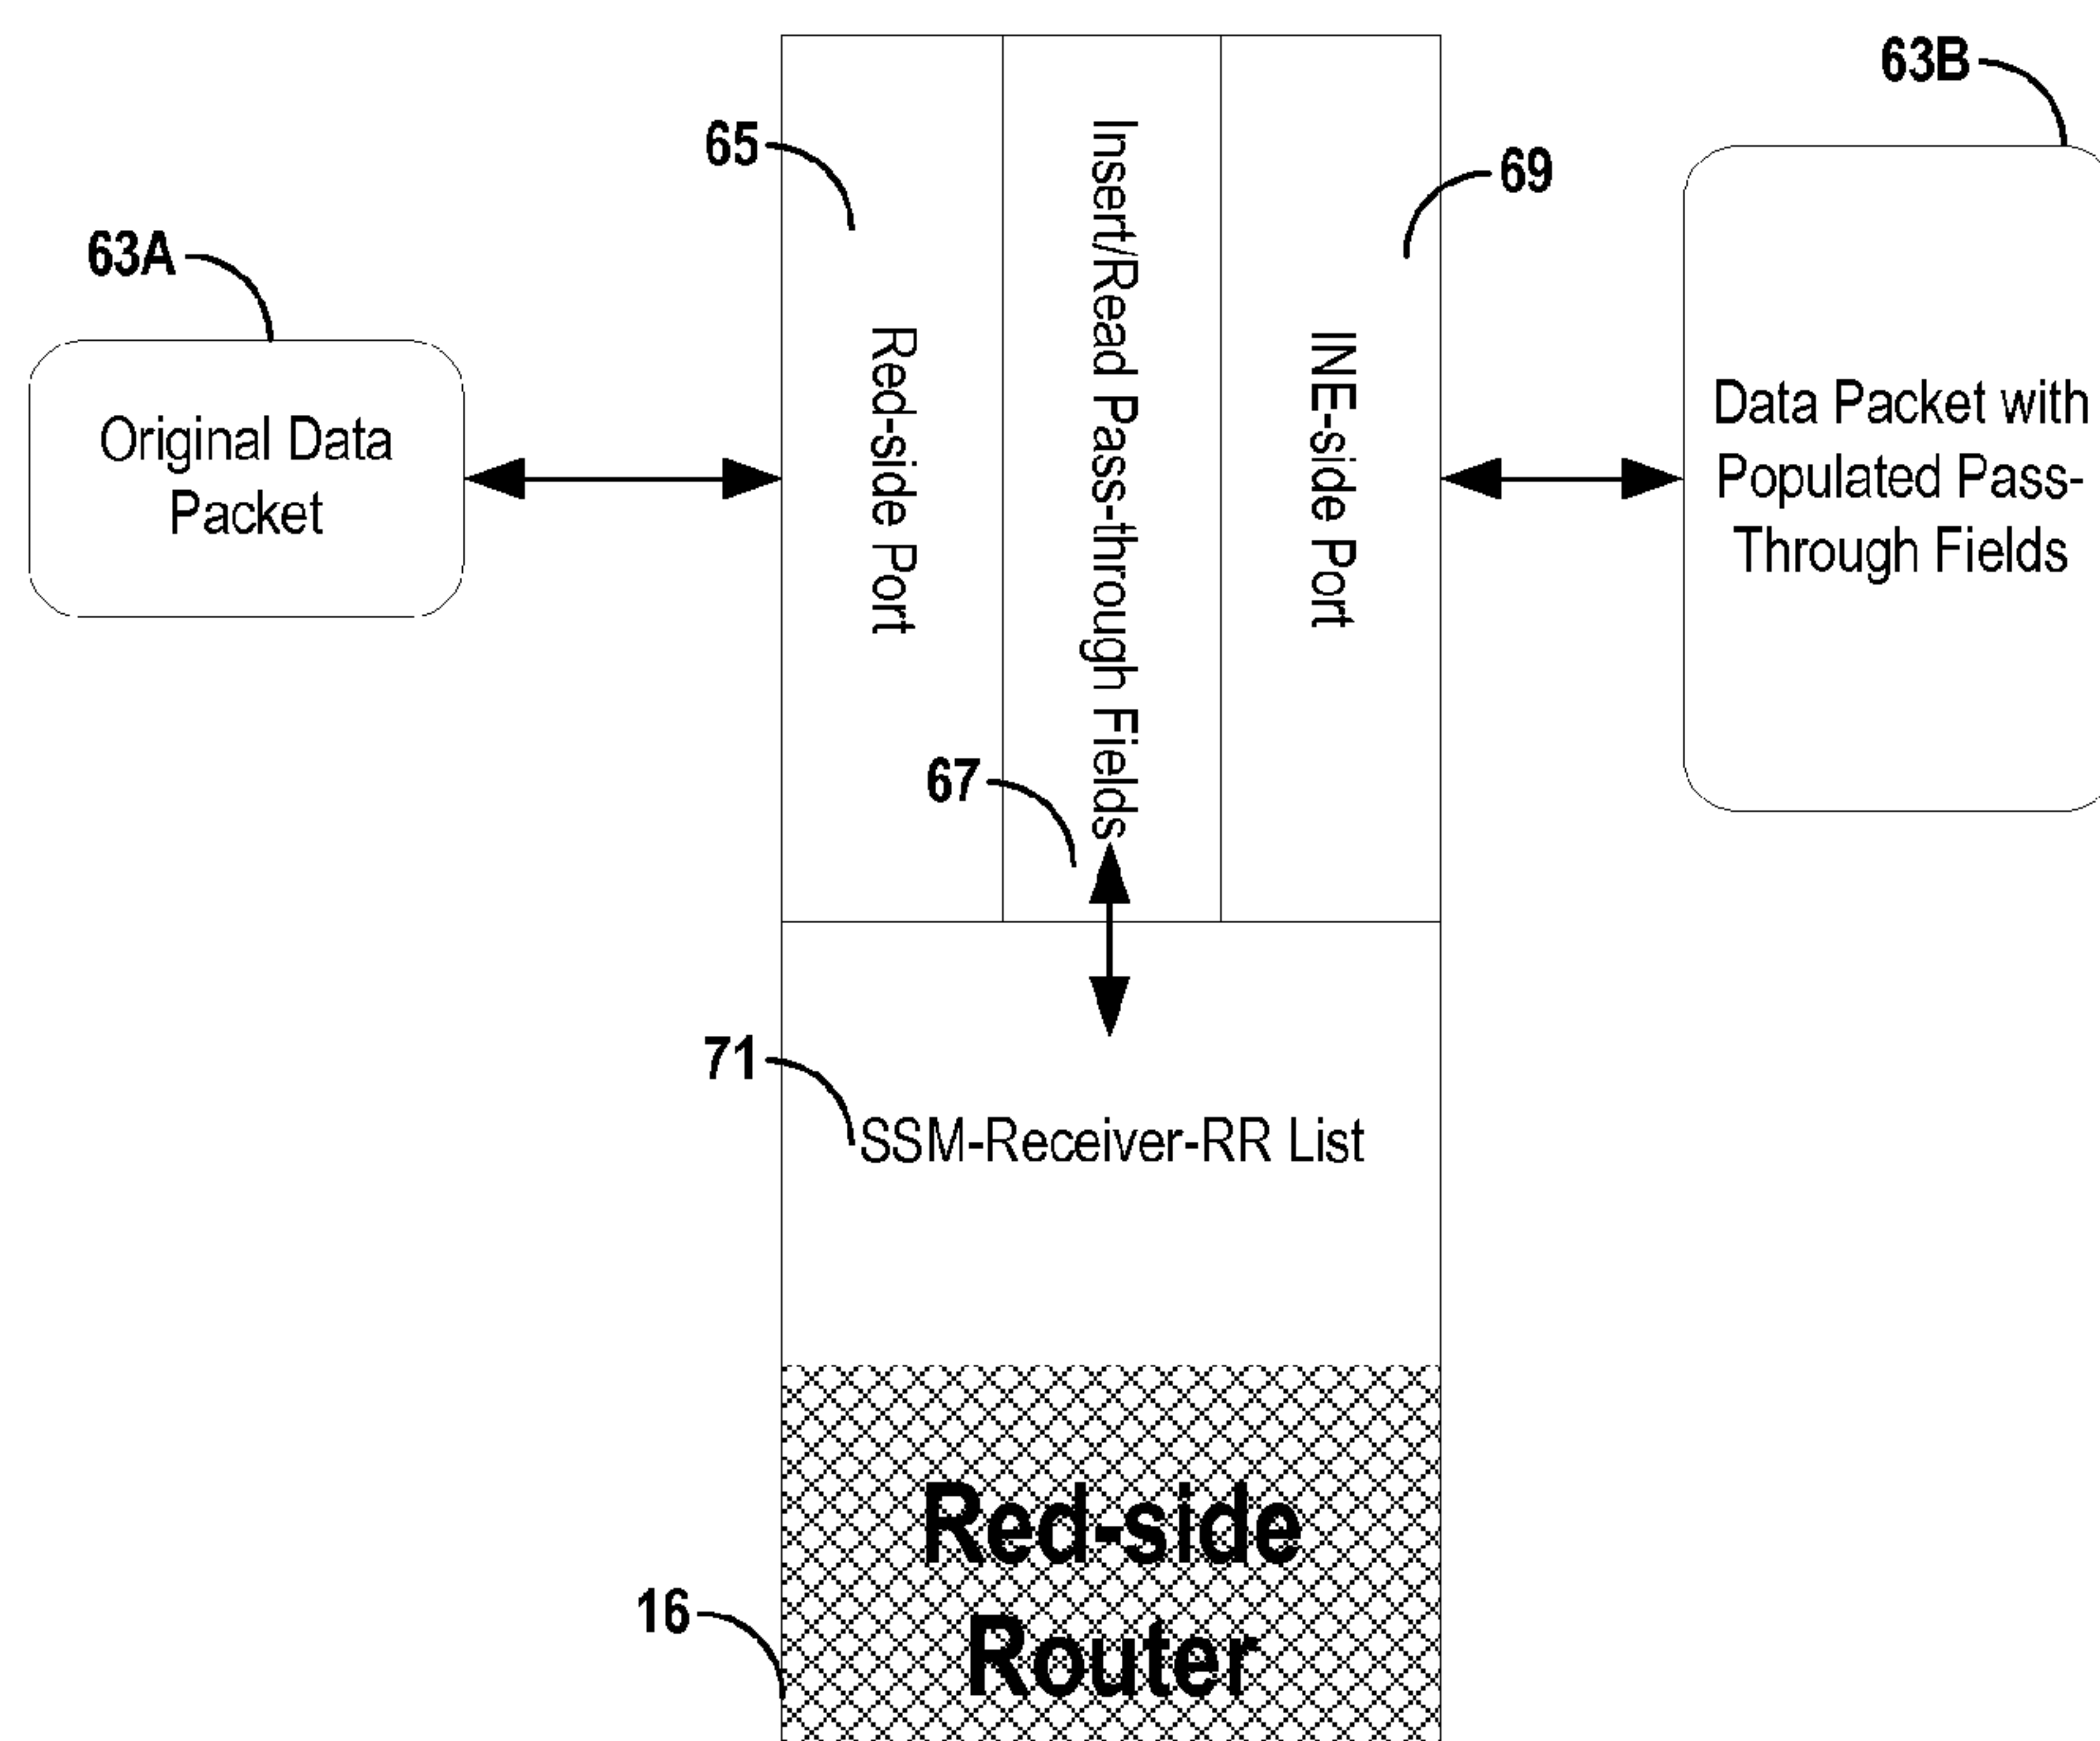 63B
65
69
63A
Insert/Read Pass-through Fields
Red-side Port
INE-side Port
Original Data
Packet
Data Packet with
Populated Pass-
Through Fields
67
71
SSM-Receiver-RR List
Red-side
Router
16